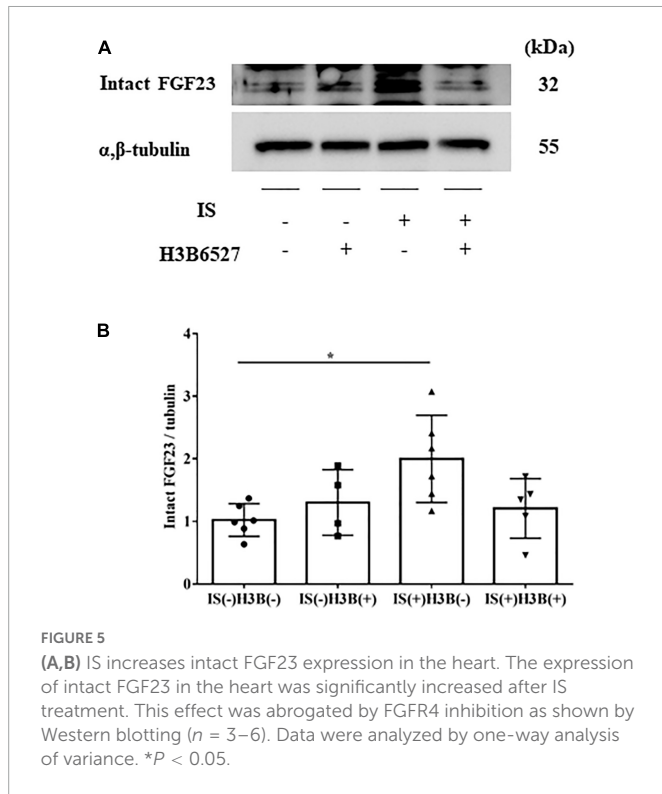 A
(kDa)
Intact FGF23
32
α,β-tubulin
55
IS
- - + +
H3B6527
- + - +
B
Intact FGF23 / tubulin
4
3
2
1
0
*
IS(-)H3B(-) IS(-)H3B(+) IS(+)H3B(-) IS(+)H3B(+)
FIGURE 5
(A,B) IS increases intact FGF23 expression in the heart. The expression
of intact FGF23 in the heart was significantly increased after IS
treatment. This effect was abrogated by FGFR4 inhibition as shown by
Western blotting (n = 3–6). Data were analyzed by one-way analysis
of variance. *P < 0.05.